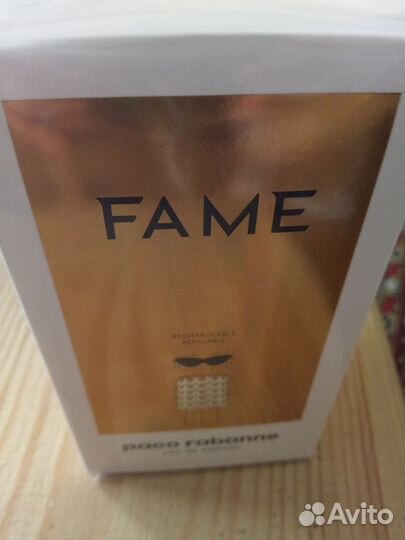 FAME
RECHARGEABLE
REFILLABLE
paco rabanne
EAU DE PARFUM
Avito